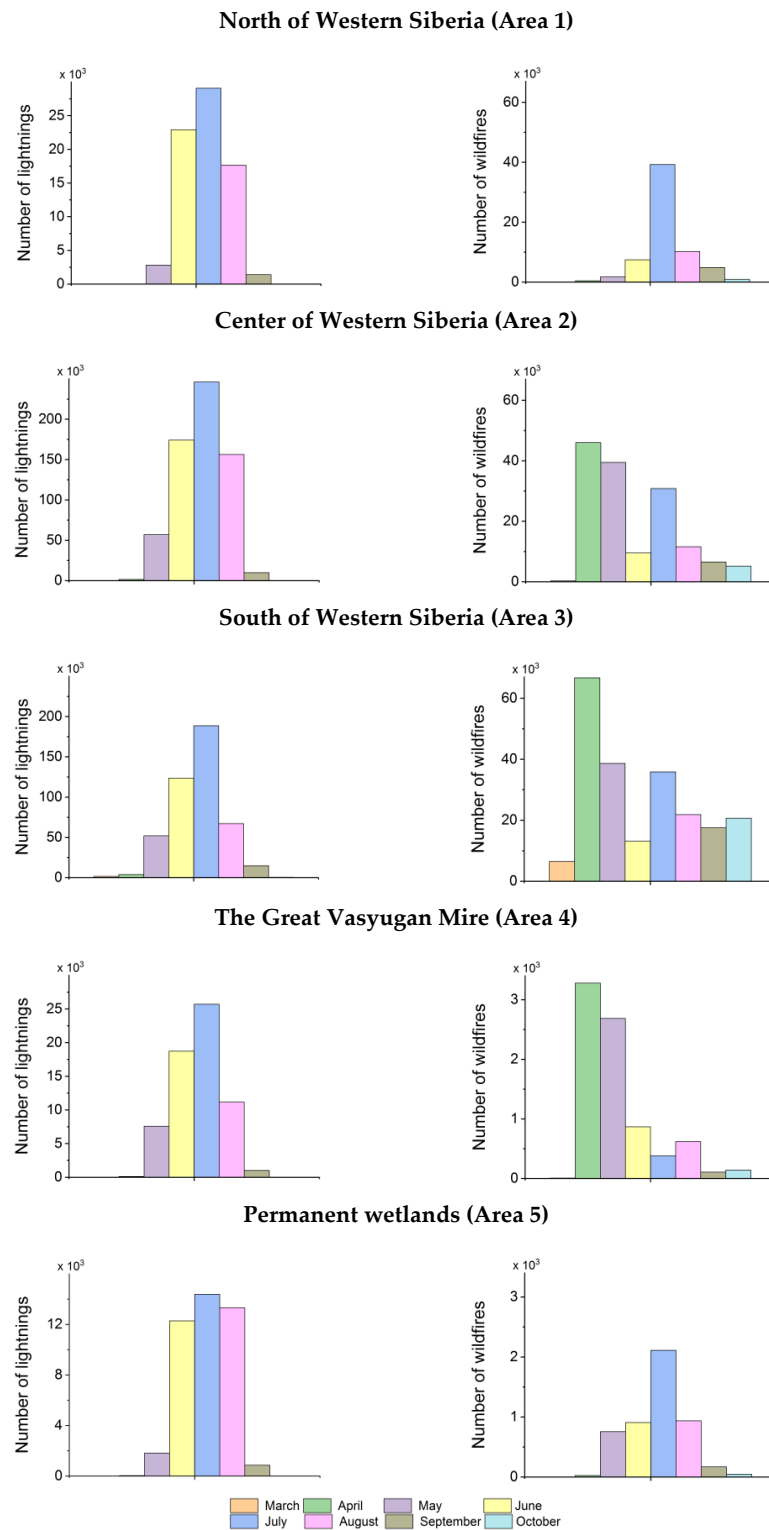 North of Western Siberia (Area 1)
x 10³
Number of lightnings
25
20
15
10
5
0
x 10³
Number of wildfires
60
40
20
0
Center of Western Siberia (Area 2)
x 10³
Number of lightnings
200
150
100
50
0
x 10³
Number of wildfires
60
40
20
0
South of Western Siberia (Area 3)
x 10³
Number of lightnings
200
150
100
50
0
x 10³
Number of wildfires
60
40
20
0
The Great Vasyugan Mire (Area 4)
x 10³
Number of lightnings
25
20
15
10
5
0
x 10³
Number of wildfires
3
2
1
0
Permanent wetlands (Area 5)
x 10³
Number of lightnings
12
8
4
0
x 10³
Number of wildfires
3
2
1
0
March April May June
July August September October